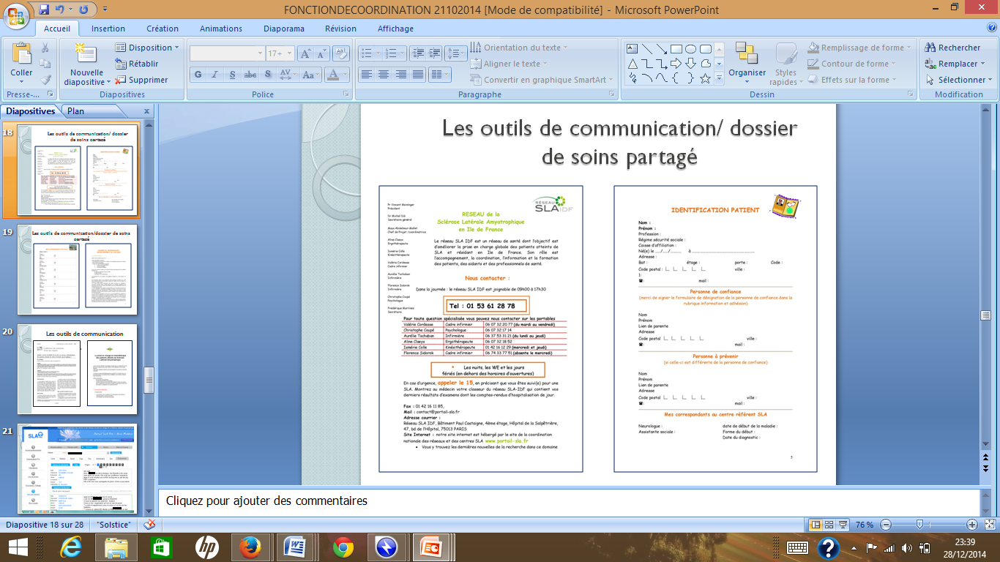 FONCTIONDECOORDINATION 21102014 [Mode de compatibilité] - Microsoft PowerPoint
Accueil Insertion Création Animations Diaporama Révision Affichage
Coller
Nouvelle diapositive
Disposition
Rétablir
Supprimer
17+
G I S abc S AV Aa A
Orientation du texte
Aligner le texte
Convertir en graphique SmartArt
Organiser
Styles rapides
Remplissage de forme
Contour de forme
Effets sur la forme
Rechercher
Remplacer
Sélectionner
Presse-... Diapositives Police Paragraphe Dessin Modification
Diapositives Plan
18
Les outils de communication/ dossier
de soins partagé
19
Les outils de communication/dossier de soins
partagé
20
Les outils de communication
21
SLA
Les outils de communication/ dossier
de soins partagé
RÉSEAU
SLA IDF
Pr Vincent Meininger
Président
Dr Michel Dib
Secrétaire général
Maya Abdelnour-Mallet
Chef de Projet /coordinatrice
Aline Claeys
Ergothérapeute
Ismérie Colle
Kinésithérapeute
Valérie Cordesse
Cadre infirmier
Aurélie Tschoban
Infirmière
Florence Sidorok
Infirmière
Christophe Coupé
Psychologue
Frédérique Martinez
Secrétaire
RESEAU de la
Sclérose Latérale Amyotrophique
en Ile de France
Le réseau SLA IDF est un réseau de santé dont l'objectif est
d'améliorer la prise en charge globale des patients atteints de
SLA et résidant en Ile de France. Son rôle est
l'accompagnement, la coordination, l'information et la formation
des patients, des aidants et des professionnels de santé.
Nous contacter :
Dans la journée : le réseau SLA IDF est joignable de 09h00 à 17h30
Tel : 01 53 61 28 78
Pour toute question spécialisée vous pouvez nous contacter sur les portables
Valérie Cordesse Cadre infirmier 06 07 32 20 77 (du mardi au vendredi)
Christophe Coupé Psychologue 06 07 32 17 14
Aurélie Tschoban Infirmière 06 37 53 31 21 (du lundi au jeudi)
Aline Claeys Ergothérapeute 06 07 32 18 52
Ismérie Colle Kinésithérapeute 01 42 16 12 29 (mercredi et jeudi)
Florence Sidorok Cadre infirmier 06 74 33 77 51 (absente le mercredi)
* Les nuits, les WE et les jours
fériés (en dehors des horaires d'ouvertures)
En cas d'urgence, appeler le 15, en précisant que vous êtes suivi(e) pour une
SLA. Montrez au médecin votre classeur du réseau SLA-IDF qui contient vos
derniers résultats d'examens dont les comptes-rendus d'hospitalisation de jour.
Fax : 01 42 16 11 85,
Mail : contact@portail-sla.fr
Adresse courrier :
Réseau SLA IDF, Bâtiment Paul Castaigne, 4ème étage, Hôpital de la Salpêtrière,
47, bd de l'Hôpital, 75013 PARIS
Site Internet : notre site internet est hébergé par le site de la coordination
nationale des réseaux et des centres SLA www.portail-sla.fr
• Vous y trouvez les dernières nouvelles de la recherche dans ce domaine
IDENTIFICATION PATIENT
Nom :
Prénom :
Profession :
Régime sécurité sociale :
Caisse d'affiliation :
Né(e) le ..../..../.......... à ................
Adresse :
Bat : étage : porte : Code :
Code postal : ville :
☎: mail :
Personne de confiance
(merci de signer le formulaire de désignation de la personne de confiance dans la
rubrique information et adhésion)
Nom
Prénom
Lien de parente
Adresse
Code postal ville :
☎: mail :
Personne à prévenir
(si celle-ci est différente de la personne de confiance)
Nom
Prénom
Lien de parente
Adresse
Code postal ville :
☎: mail :
Mes correspondants au centre référent SLA
Neurologue : date de début de la maladie :
Assistante sociale : Forme du début :
Date du diagnostic :
5
Cliquez pour ajouter des commentaires
Diapositive 18 sur 28 "Solstice" 76 %
23:39
28/12/2014